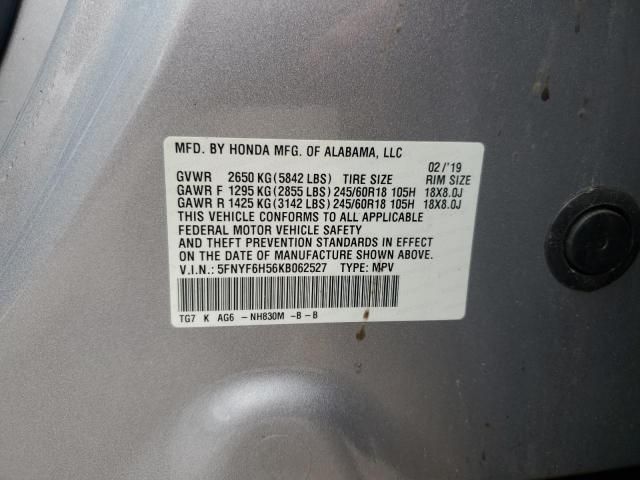 MFD. BY HONDA MFG. OF ALABAMA, LLC
02/'19
GVWR 2650 KG (5842 LBS) TIRE SIZE RIM SIZE
GAWR F 1295 KG (2855 LBS) 245/60R18 105H 18X8.0J
GAWR R 1425 KG (3142 LBS) 245/60R18 105H 18X8.0J
THIS VEHICLE CONFORMS TO ALL APPLICABLE
FEDERAL MOTOR VEHICLE SAFETY
AND THEFT PREVENTION STANDARDS IN EFFECT
ON THE DATE OF MANUFACTURE SHOWN ABOVE.
V.I.N.: 5FNYF6H56KB062527 TYPE: MPV
TG7 K AG6 -NH830M -B -B